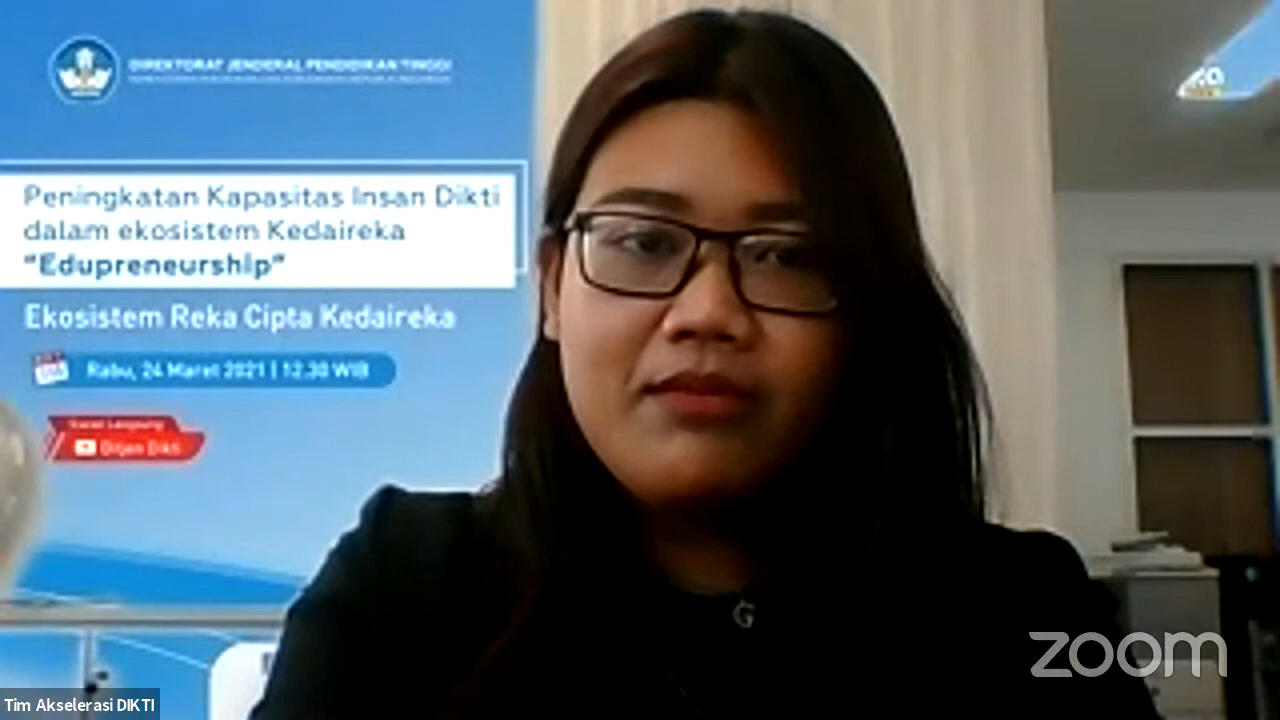 DIREKTORAT JENDERAL PENDIDIKAN TINGGI
Peningkatan Kapasitas Insan Dikti
dalam ekosistem Kedaireka
"Edupreneurship"
Ekosistem Reka Cipta Kedaireka
Rabu, 24 Maret 2021 | 12.30 WIB
Siaran Langsung
Ditjen Dikti
G
zoom
Tim Akselerasi DIKTI